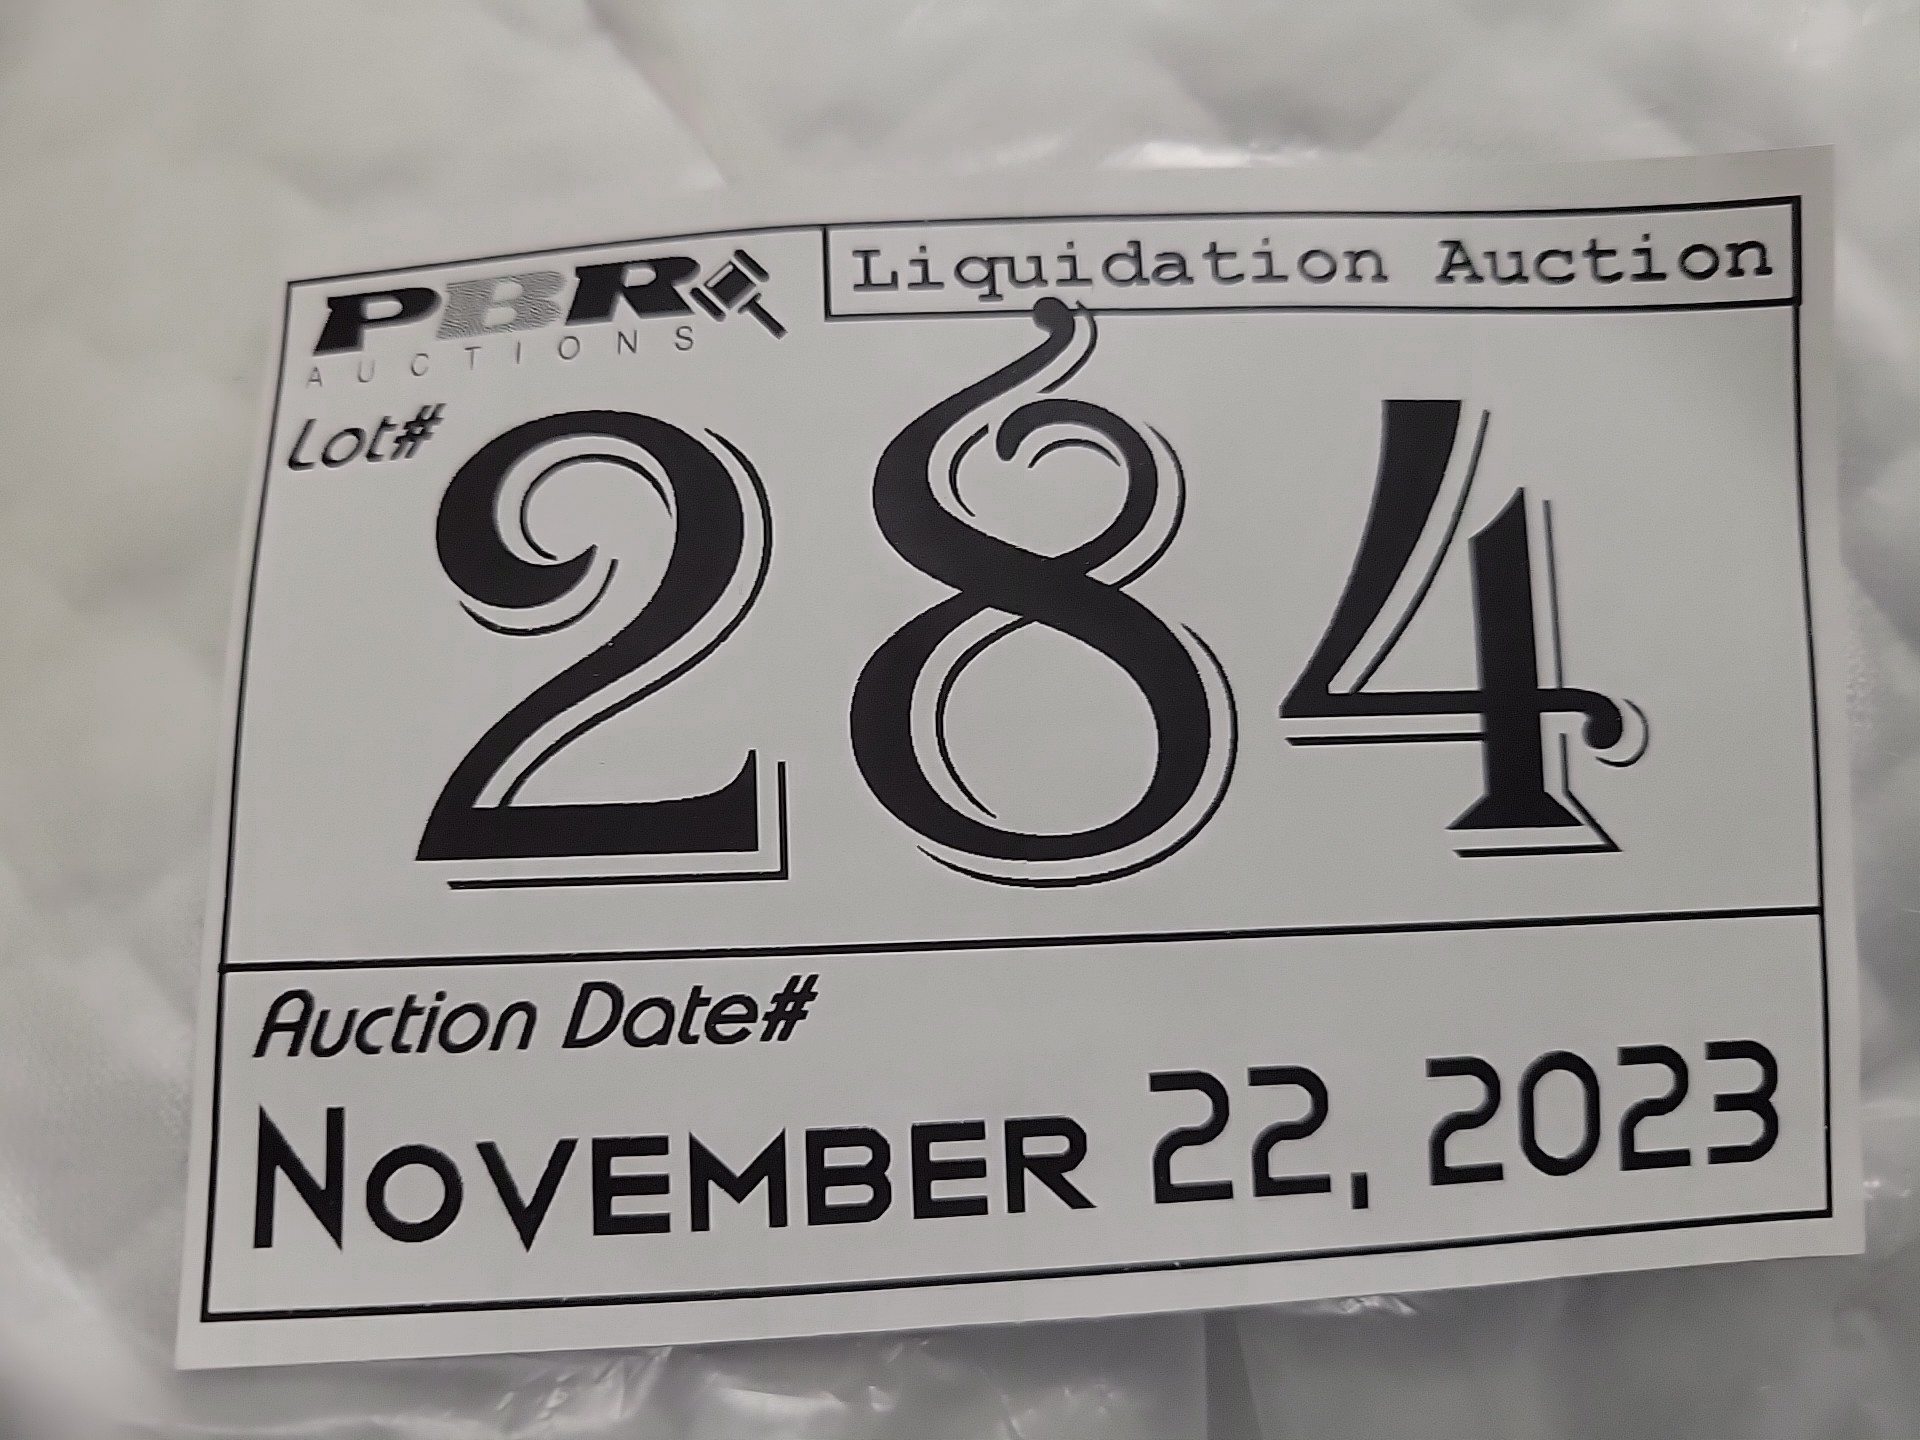 PBR
AUCTIONS
Liquidation Auction
Lot#
284
Auction Date#
NOVEMBER 22, 2023